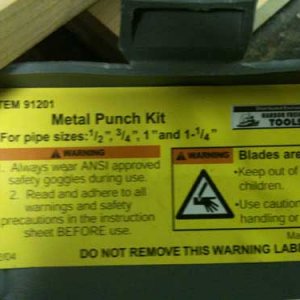 ITEM 91201
Metal Punch Kit
For pipe sizes: 1/2", 3/4", 1" and 1-1/4"
HARBOR FREIGHT
TOOLS
WARNING
1. Always wear ANSI approved
safety goggles during use.
2. Read and adhere to all
warnings and safety
precautions in the instruction
sheet BEFORE use.
WARNING
Blades are
•Keep out of
children.
•Use caution
handling or
DO NOT REMOVE THIS WARNING LABE